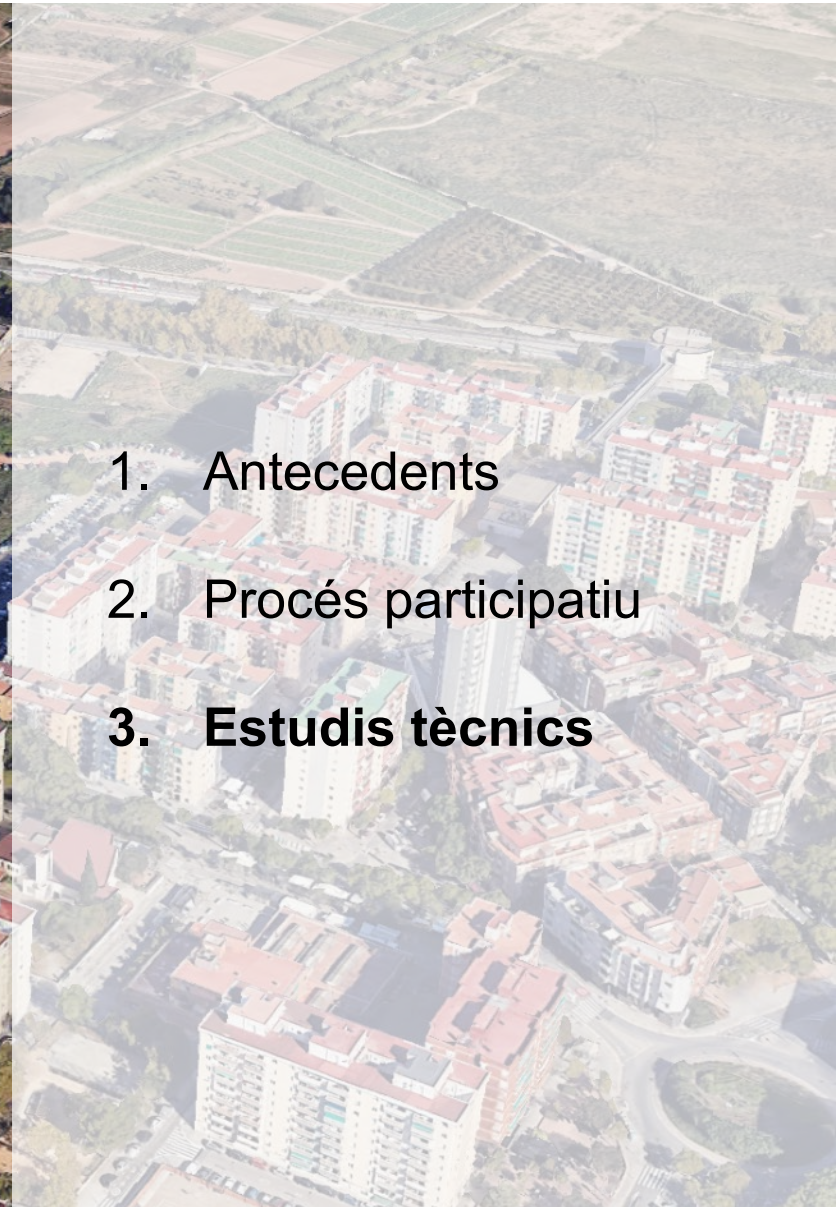 1. Antecedents
2. Procés participatiu
3. Estudis tècnics